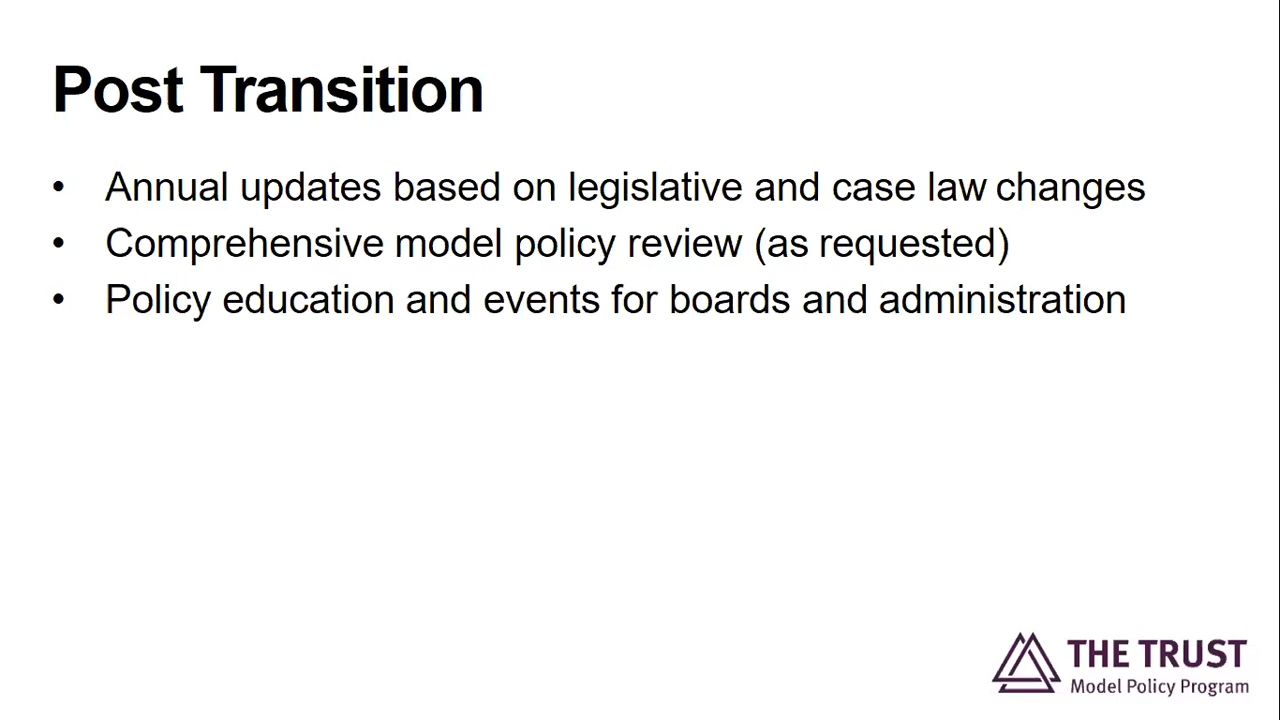 Post Transition
• Annual updates based on legislative and case law changes
• Comprehensive model policy review (as requested)
• Policy education and events for boards and administration
THE TRUST
Model Policy Program